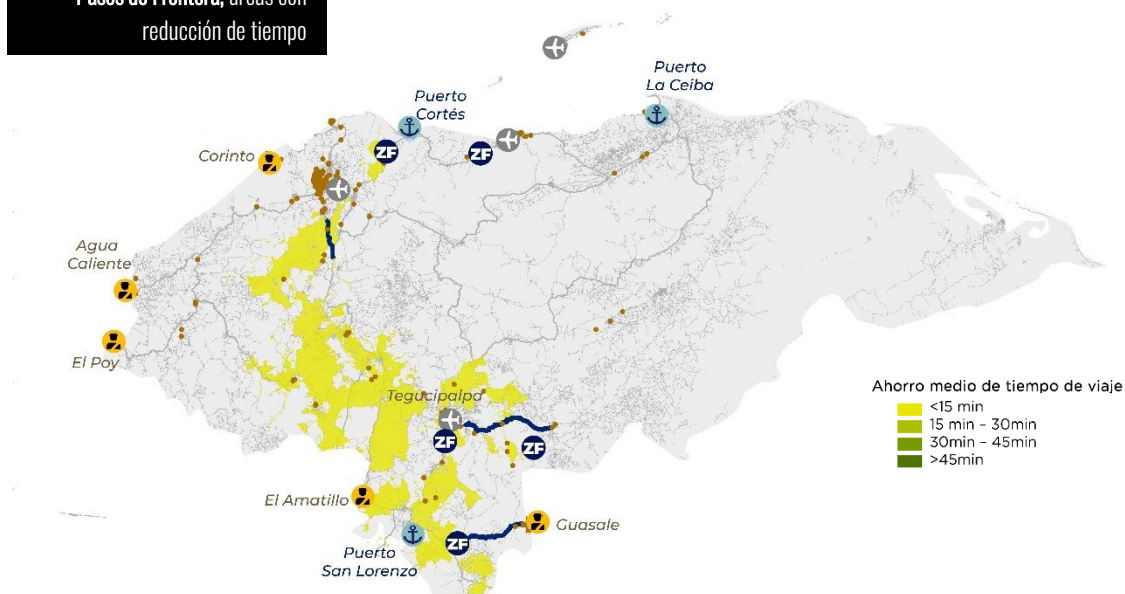 Pasos de Frontera, áreas con
reducción de tiempo
Puerto
La Ceiba
Puerto
Cortés
Corinto
ZF
ZF
Agua
Caliente
El Poy
Tegucipalpa
ZF
ZF
El Amatillo
Guasale
ZF
Puerto
San Lorenzo
Ahorro medio de tiempo de viaje
<15 min
15 min - 30min
30min - 45min
>45min